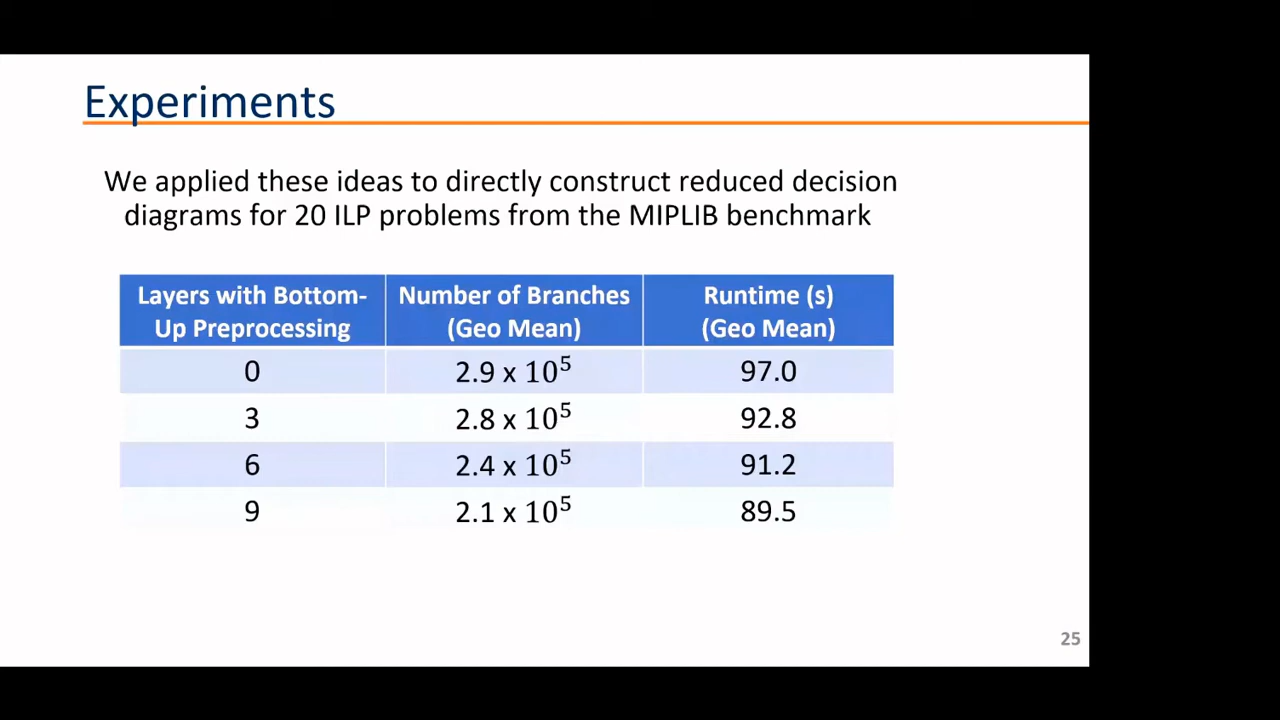 Experiments
We applied these ideas to directly construct reduced decision
diagrams for 20 ILP problems from the MIPLIB benchmark
Layers with Bottom-
Up Preprocessing
Number of Branches
(Geo Mean)
Runtime (s)
(Geo Mean)
0 2.9 x 10⁵ 97.0
3 2.8 x 10⁵ 92.8
6 2.4 x 10⁵ 91.2
9 2.1 x 10⁵ 89.5
25